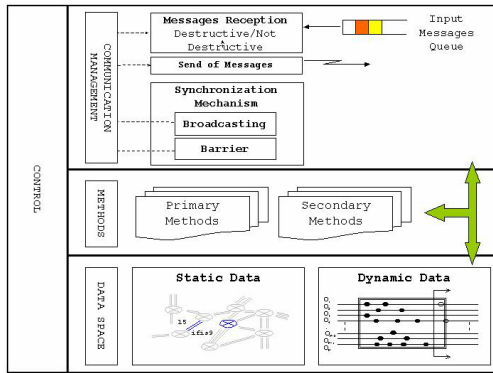 Messages Reception
Destructive/Not
Destructive
Input
Messages
Queue
Send of Messages
Synchronization
Mechanism
Broadcasting
Barrier
COMMUNICATION
MANAGEMENT
CONTROL
METHODS
Primary
Methods
Secondary
Methods
DATA SPACE
Static Data
15
Dynamic Data